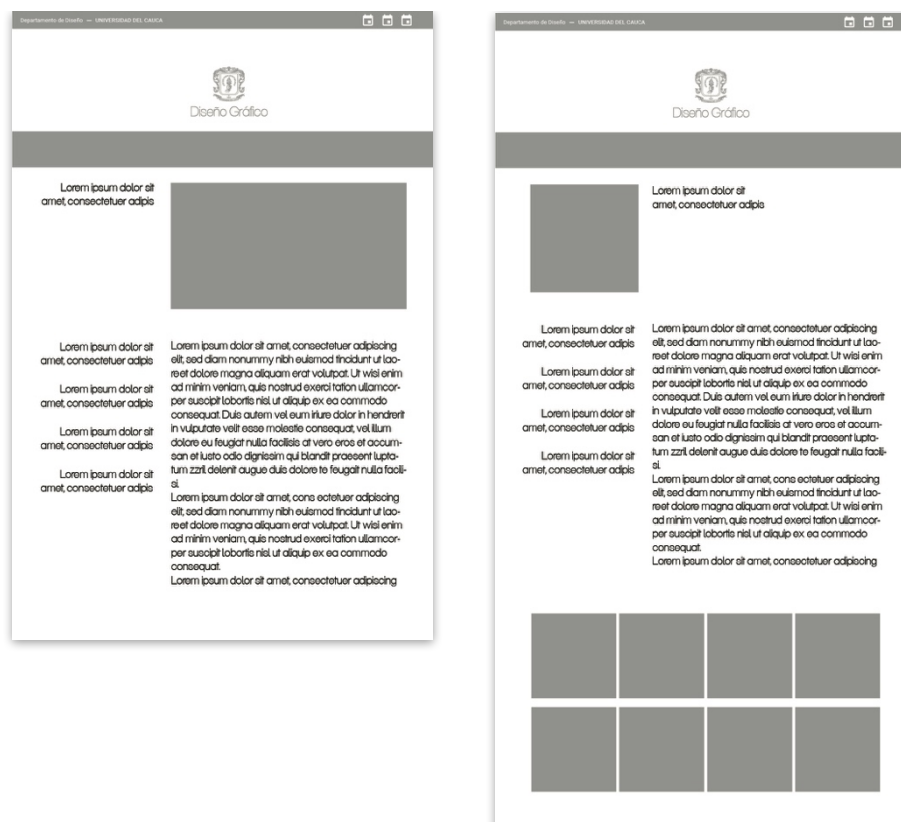 Departamento de Diseño — UNIVERSIDAD DEL CAUCA
Diseño Gráfico
Lorem ipsum dolor sit
amet, consectetuer adipis
Lorem ipsum dolor sit
amet, consectetuer adipis
Lorem ipsum dolor sit
amet, consectetuer adipis
Lorem ipsum dolor sit
amet, consectetuer adipis
Lorem ipsum dolor sit
amet, consectetuer adipis
Lorem ipsum dolor sit amet, consectetuer adipiscing
elit, sed diam nonummy nibh euismod tincidunt ut lao-
reet dolore magna aliquam erat volutpat. Ut wisi enim
ad minim veniam, quis nostrud exerci tation ullamcor-
per suscipit lobortis nisl ut aliquip ex ea commodo
consequat. Duis autem vel eum iriure dolor in hendrerit
in vulputate velit esse molestie consequat, vel illum
dolore eu feugiat nulla facilisis at vero eros et accum-
san et iusto odio dignissim qui blandit praesent lupta-
tum zzril delenit augue duis dolore te feugait nulla facili-
si.
Lorem ipsum dolor sit amet, cons ectetuer adipiscing
elit, sed diam nonummy nibh euismod tincidunt ut lao-
reet dolore magna aliquam erat volutpat. Ut wisi enim
ad minim veniam, quis nostrud exerci tation ullamcor-
per suscipit lobortis nisl ut aliquip ex ea commodo
consequat.
Lorem ipsum dolor sit amet, consectetuer adipiscing
Departamento de Diseño — UNIVERSIDAD DEL CAUCA
Diseño Gráfico
Lorem ipsum dolor sit
amet, consectetuer adipis
Lorem ipsum dolor sit
amet, consectetuer adipis
Lorem ipsum dolor sit
amet, consectetuer adipis
Lorem ipsum dolor sit
amet, consectetuer adipis
Lorem ipsum dolor sit
amet, consectetuer adipis
Lorem ipsum dolor sit amet, consectetuer adipiscing
elit, sed diam nonummy nibh euismod tincidunt ut lao-
reet dolore magna aliquam erat volutpat. Ut wisi enim
ad minim veniam, quis nostrud exerci tation ullamcor-
per suscipit lobortis nisl ut aliquip ex ea commodo
consequat. Duis autem vel eum iriure dolor in hendrerit
in vulputate velit esse molestie consequat, vel illum
dolore eu feugiat nulla facilisis at vero eros et accum-
san et iusto odio dignissim qui blandit praesent lupta-
tum zzril delenit augue duis dolore te feugait nulla facili-
si.
Lorem ipsum dolor sit amet, cons ectetuer adipiscing
elit, sed diam nonummy nibh euismod tincidunt ut lao-
reet dolore magna aliquam erat volutpat. Ut wisi enim
ad minim veniam, quis nostrud exerci tation ullamcor-
per suscipit lobortis nisl ut aliquip ex ea commodo
consequat.
Lorem ipsum dolor sit amet, consectetuer adipiscing